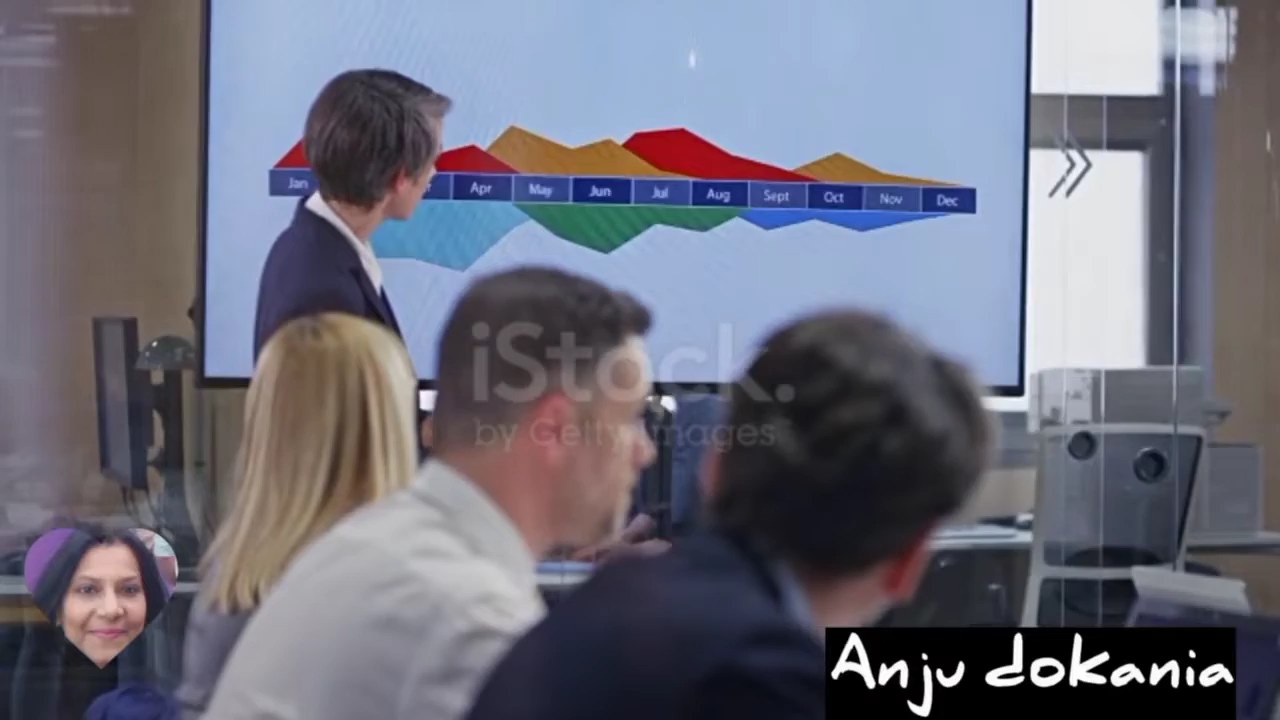 Jan Apr May Jun Jul Aug Sept Oct Nov Dec
iStock.
by Getty Images
Anju dokania